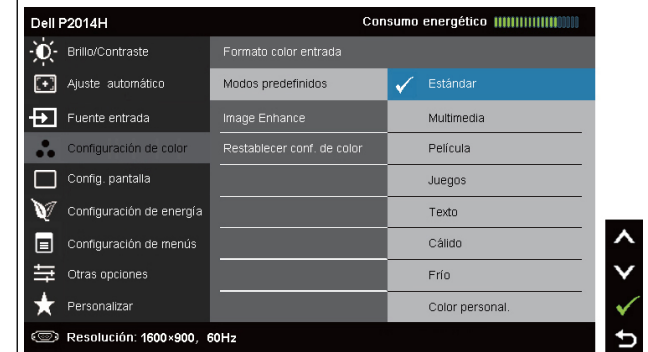 Dell P2014H
Consumo energético
Brillo/Contraste
Ajuste automático
Fuente entrada
Configuración de color
Config. pantalla
Configuración de energía
Configuración de menús
Otras opciones
Personalizar
Formato color entrada
Modos predefinidos
Image Enhance
Restablecer conf. de color
Estándar
Multimedia
Película
Juegos
Texto
Cálido
Frío
Color personal.
Resolución: 1600×900, 60Hz